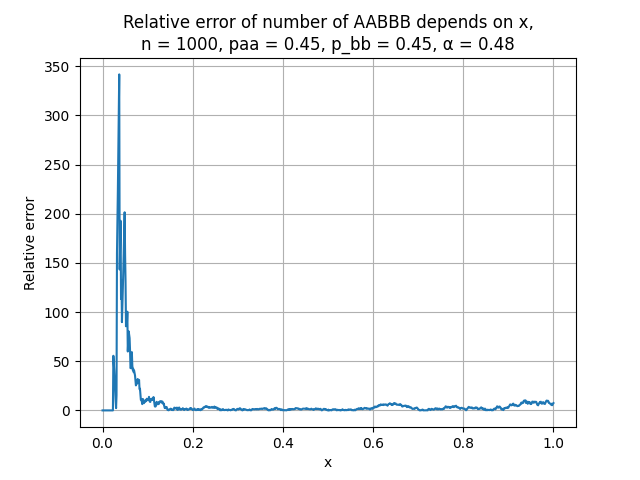 Relative error of number of AABBB depends on x,
n = 1000, paa = 0.45, p_bb = 0.45, α = 0.48
350
300
250
200
150
100
50
0
Relative error
0.0 0.2 0.4 0.6 0.8 1.0
x